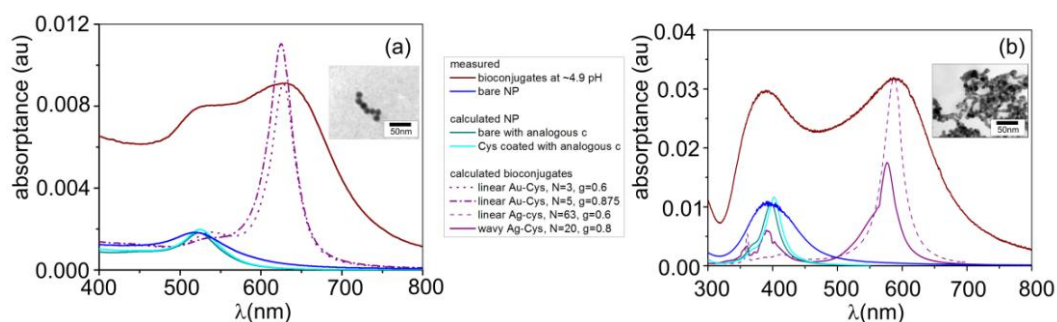 0.012
0.008
0.004
0.000
absorptance (au)
(a)
50nm
400 500 600 700 800
λ(nm)
measured
bioconjugates at ~4.9 pH
bare NP
calculated NP
bare with analogous c
Cys coated with analogous c
calculated bioconjugates
linear Au-Cys, N=3, g=0.6
linear Au-Cys, N=5, g=0.875
linear Ag-cys, N=63, g=0.6
wavy Ag-Cys, N=20, g=0.8
0.04
0.03
0.02
0.01
0.00
absorptance (au)
(b)
50nm
300 400 500 600 700 800
λ(nm)